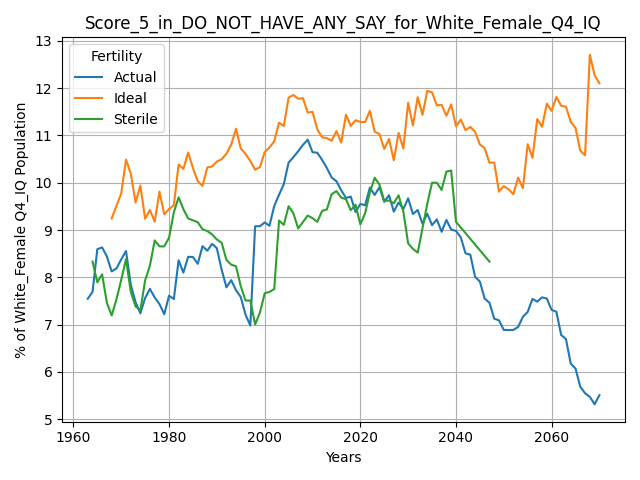 Score_5_in_DO_NOT_HAVE_ANY_SAY_for_White_Female_Q4_IQ
% of White_Female Q4_IQ Population
13
12
11
10
9
8
7
6
5
Fertility
Actual
Ideal
Sterile
1960 1980 2000 2020 2040 2060
Years